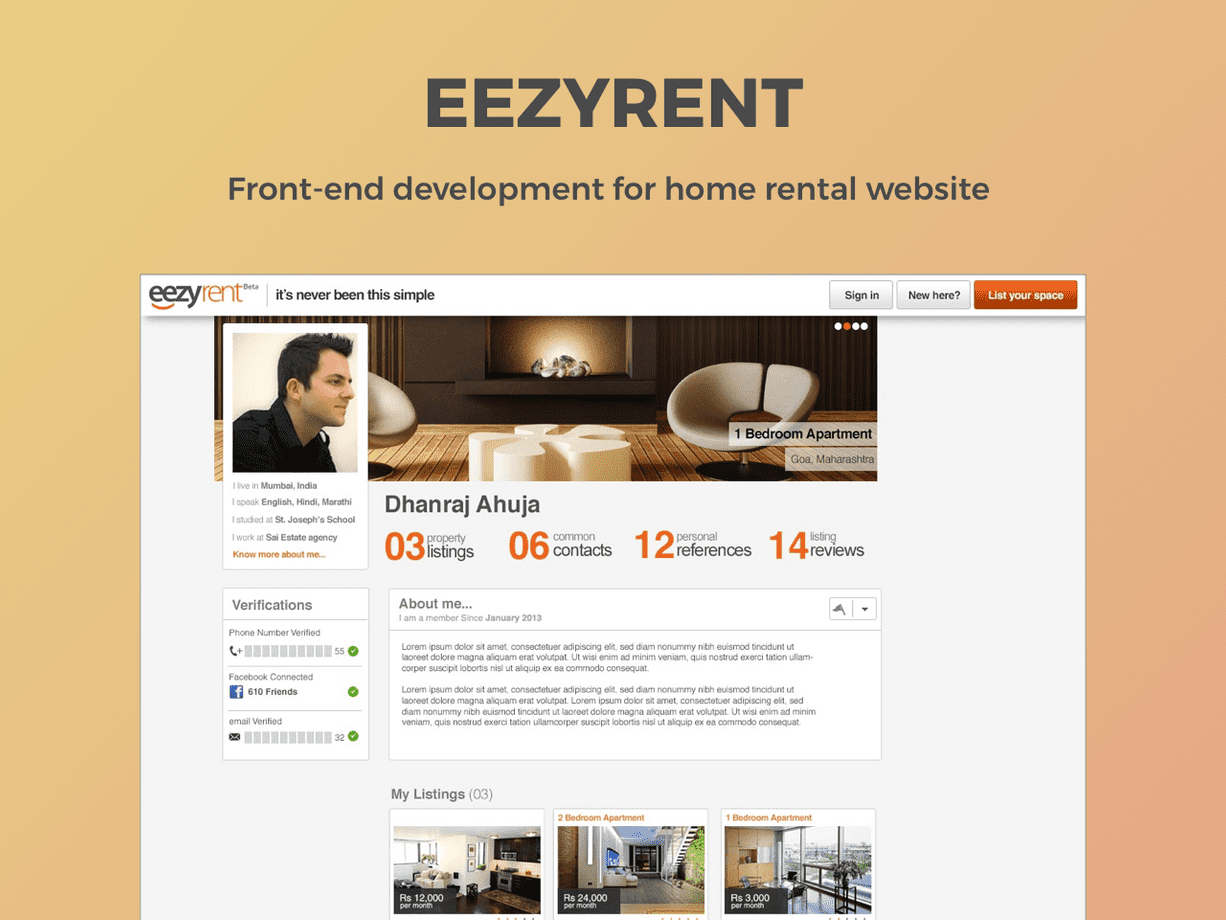 EEZYRENT
Front-end development for home rental website
eezyrent Beta
it's never been this simple
Sign in
New here?
List your space
1 Bedroom Apartment
Goa, Maharashtra
I live in Mumbai, India
I speak English, Hindi, Marathi
I studied at St. Joseph's School
I work at Sai Estate agency
Know more about me...
Dhanraj Ahuja
03 property listings
06 common contacts
12 personal references
14 listing reviews
Verifications
Phone Number Verified
+ 55
Facebook Connected
f 610 Friends
email Verified
32
About me...
I am a member Since January 2013
Lorem ipsum dolor sit amet, consectetuer adipiscing elit, sed diam nonummy nibh euismod tincidunt ut
laoreet dolore magna aliquam erat volutpat. Ut wisi enim ad minim veniam, quis nostrud exerci tation ullam-
corper suscipit lobortis nisl ut aliquip ex ea commodo consequat.
Lorem ipsum dolor sit amet, consectetuer adipiscing elit, sed diam nonummy nibh euismod tincidunt ut
laoreet dolore magna aliquam erat volutpat. Lorem ipsum dolor sit amet, consectetuer adipiscing elit, sed
diam nonummy nibh euismod tincidunt ut laoreet dolore magna aliquam erat volutpat. Ut wisi enim ad minim
veniam, quis nostrud exerci tation ullamcorper suscipit lobortis nisl ut aliquip ex ea commodo consequat.
My Listings (03)
Rs 12,000
per month
2 Bedroom Apartment
Rs 24,000
per month
1 Bedroom Apartment
Rs 3,000
per month